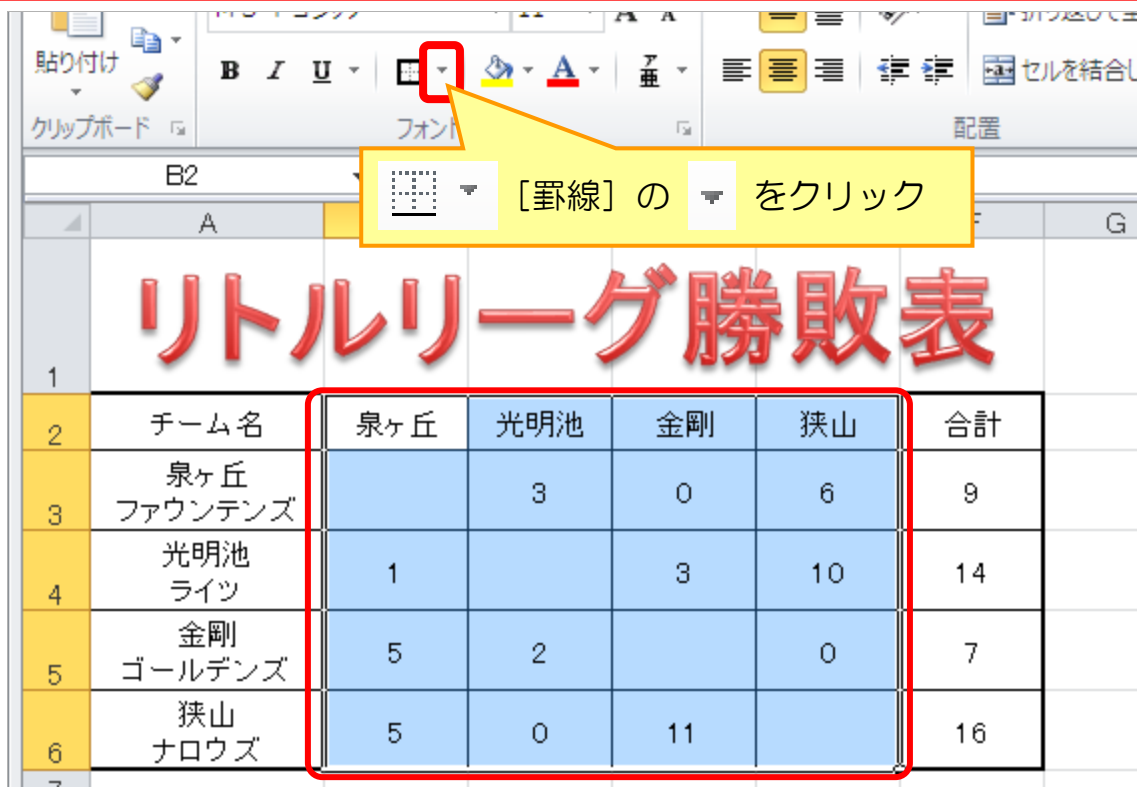 11 A A
貼り付け B I U A ア 亜 セルを結合し
クリップボード フォント 配置
B2
[罫線] の をクリック
A G
リトルリーグ勝敗表
1
2 チーム名 泉ヶ丘 光明池 金剛 狭山 合計
3 泉ヶ丘
ファウンテンズ 3 0 6 9
4 光明池
ライツ 1 3 10 14
5 金剛
ゴールデンズ 5 2 0 7
6 狭山
ナロウズ 5 0 11 16